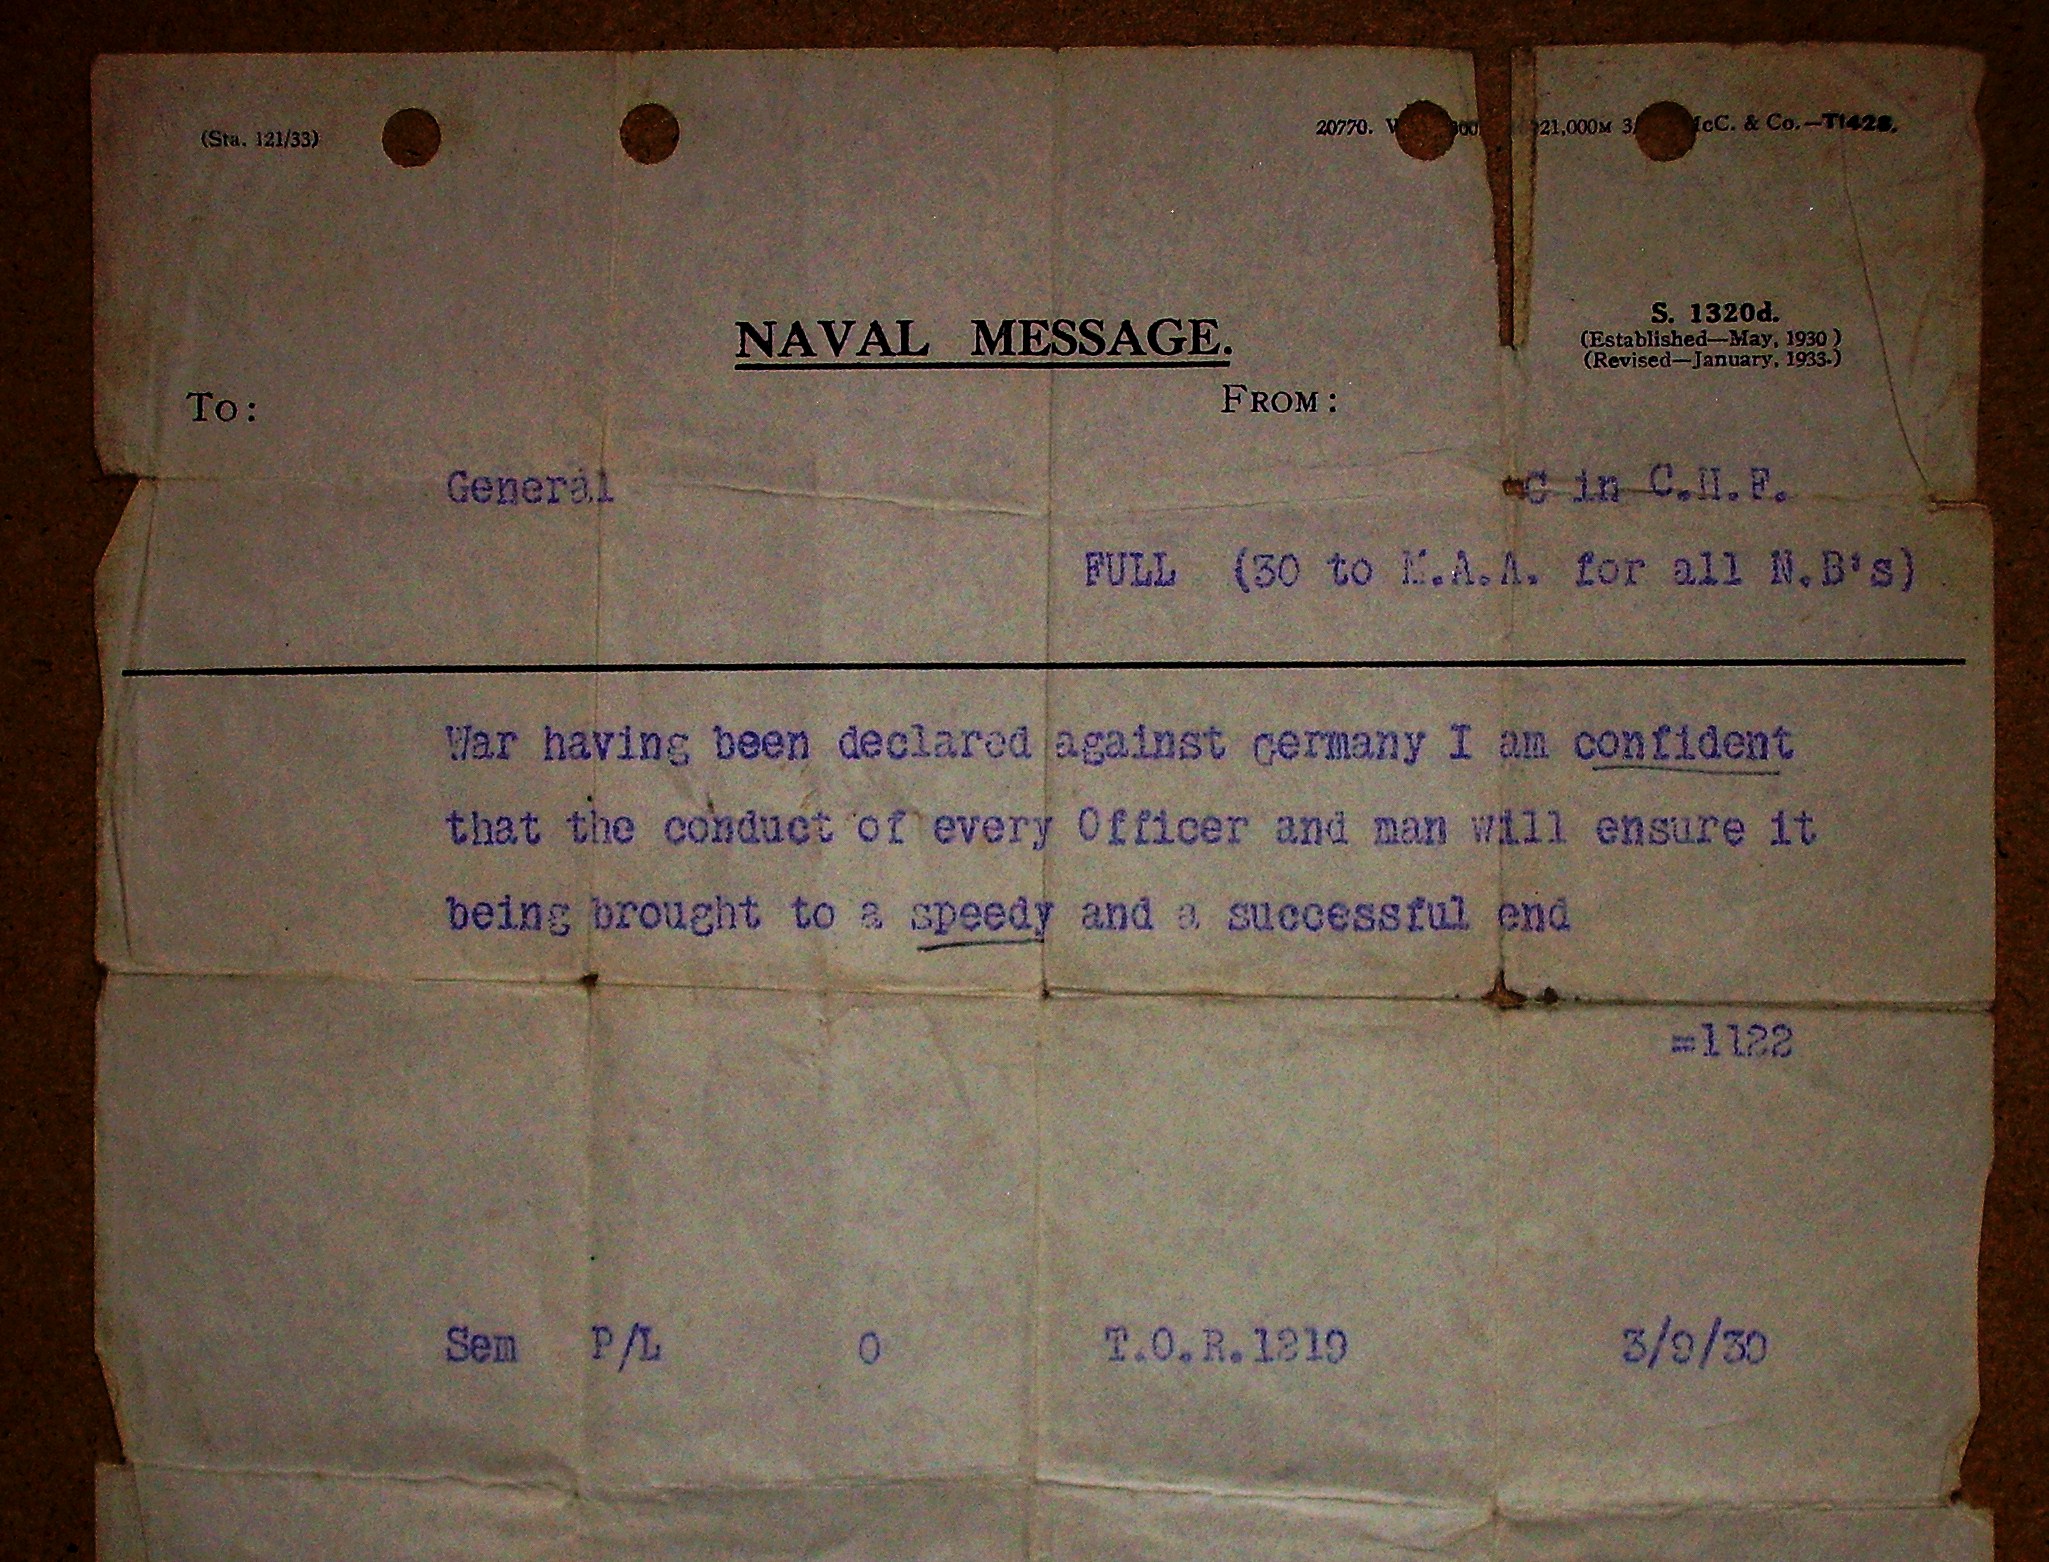 (Sta. 121/33)
20770. 21,000M McC. & Co.—T1428.
NAVAL MESSAGE.
S. 1320d.
(Established—May, 1930)
(Revised—January, 1933.)
TO:
FROM:
General
C in C.H.F.
FULL (30 to M.A.A. for all N.B's)
War having been declared against germany I am confident
that the conduct of every Officer and man will ensure it
being brought to a speedy and a successful end
=1122
Sem P/L O T.O.R.1219 3/9/39